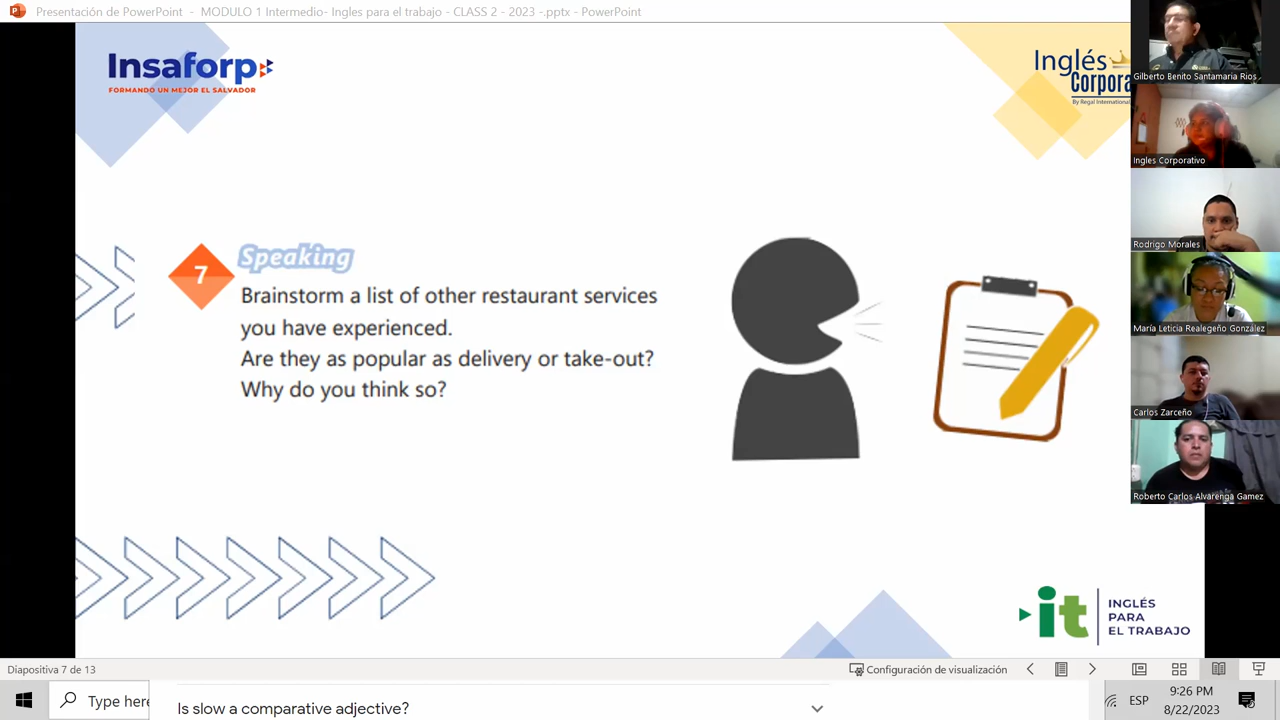 Presentación de PowerPoint - MODULO 1 Intermedio- Ingles para el trabajo - CLASS 2 - 2023 -.pptx - PowerPoint
Insaforp
FORMANDO UN MEJOR EL SALVADOR
Inglés
Corpora
By Regal International
Gilberto Benito Santamaria Rios
Ingles Corporativo
Rodrigo Morales
María Leticia Realegeño González
Carlos Zarceño
Roberto Carlos Alvarenga Gamez
7
Speaking
Brainstorm a list of other restaurant services
you have experienced.
Are they as popular as delivery or take-out?
Why do you think so?
it
INGLÉS
PARA
EL TRABAJO
Diapositiva 7 de 13
Configuración de visualización
Type here
Is slow a comparative adjective?
ESP
9:26 PM
8/22/2023